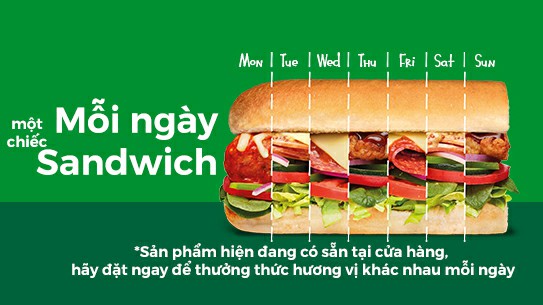 Mon | Tue | Wed | Thu | Fri | Sat | Sun
Mỗi ngày
một chiếc Sandwich
*Sản phẩm hiện đang có sẵn tại cửa hàng,
hãy đặt ngay để thưởng thức hương vị khác nhau mỗi ngày